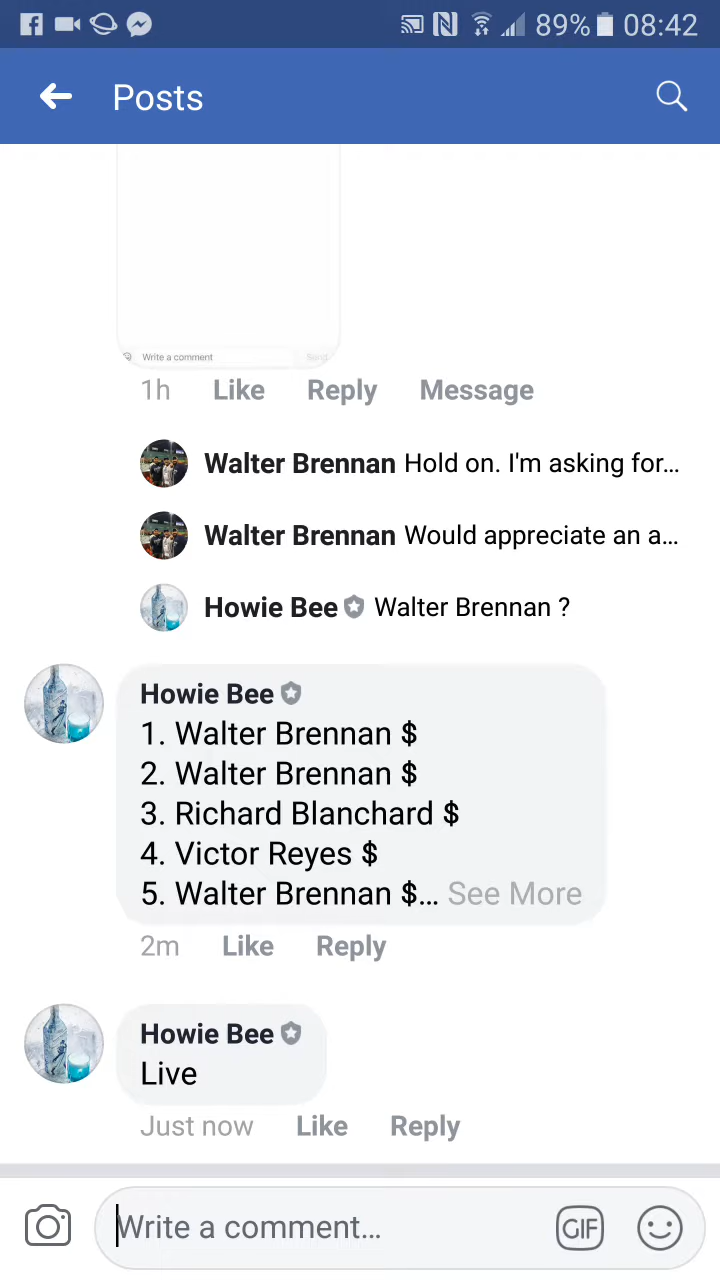 89% 08:42
Posts
Write a comment
1h Like Reply Message
Walter Brennan Hold on. I'm asking for...
Walter Brennan Would appreciate an a...
Howie Bee Walter Brennan ?
Howie Bee
1. Walter Brennan $
2. Walter Brennan $
3. Richard Blanchard $
4. Victor Reyes $
5. Walter Brennan $... See More
2m Like Reply
Howie Bee
Live
Just now Like Reply
Write a comment...
GIF